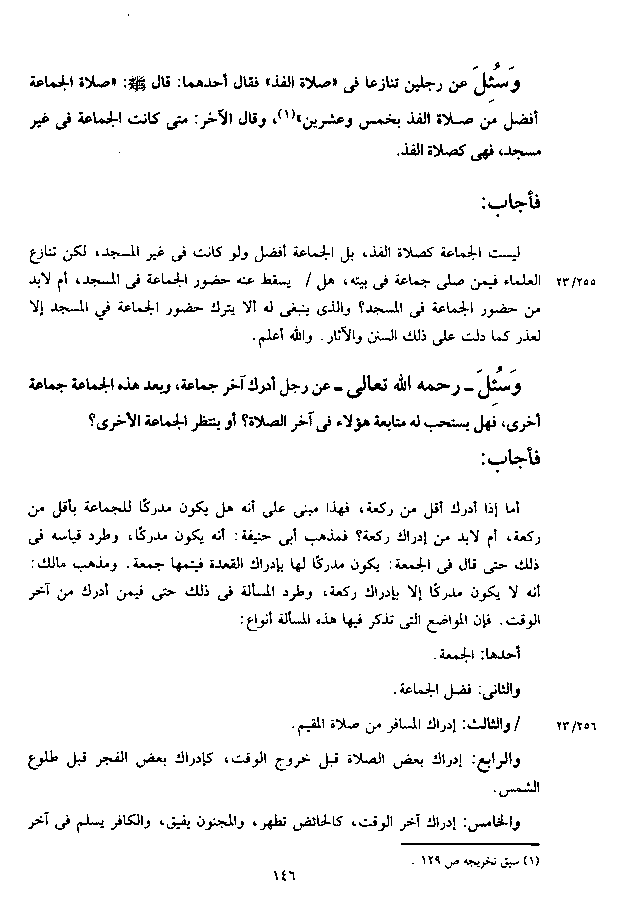 وَسُئِلَ عن رجلين تنازعا فى «صلاة الفذ» فقال أحدهما: قال ﷺ: «صلاة الجماعة
أفضل من صلاة الفذ بخمس وعشرين»(١)، وقال الآخر: متى كانت الجماعة فى غير
مسجد، فهى كصلاة الفذ.
فأجاب:
ليست الجماعة كصلاة الفذ، بل الجماعة أفضل ولو كانت فى غير المسجد، لكن تنازع
٢٣/٢٥٥ العلماء فيمن صلى جماعة فى بيته، هل / يسقط عنه حضور الجماعة فى المسجد، أم لابد
من حضور الجماعة فى المسجد؟ والذى ينبغى له ألا يترك حضور الجماعة في المسجد إلا
لعذر كما دلت على ذلك السنن والآثار. والله أعلم.
وَسُئِلَ ـ رحمه الله تعالى ـ عن رجل أدرك آخر جماعة، وبعد هذه الجماعة جماعة
أخرى، فهل يستحب له متابعة هؤلاء فى آخر الصلاة؟ أو ينتظر الجماعة الأخرى؟
فأجاب:
أما إذا أدرك أقل من ركعة، فهذا مبنى على أنه هل يكون مدركًا للجماعة بأقل من
ركعة، أم لابد من إدراك ركعة؟ فمذهب أبى حنيفة: أنه يكون مدركًا، وطرد قياسه فى
ذلك حتى قال فى الجمعة: يكون مدركًا لها بإدراك القعدة فيتمها جمعة. ومذهب مالك:
أنه لا يكون مدركًا إلا بإدراك ركعة، وطرد المسألة فى ذلك حتى فيمن أدرك من آخر
الوقت. فإن المواضع التى تذكر فيها هذه المسألة أنواع:
أحدها: الجمعة.
والثانى: فضل الجماعة.
٢٣/٢٥٦ / والثالث: إدراك المسافر من صلاة المقيم.
والرابع: إدراك بعض الصلاة قبل خروج الوقت، كإدراك بعض الفجر قبل طلوع
الشمس.
والخامس: إدراك آخر الوقت، كالحائض تطهر، والمجنون يفيق، والكافر يسلم فى آخر
(١) سبق تخريجه ص ١٢٩ .
١٤٦